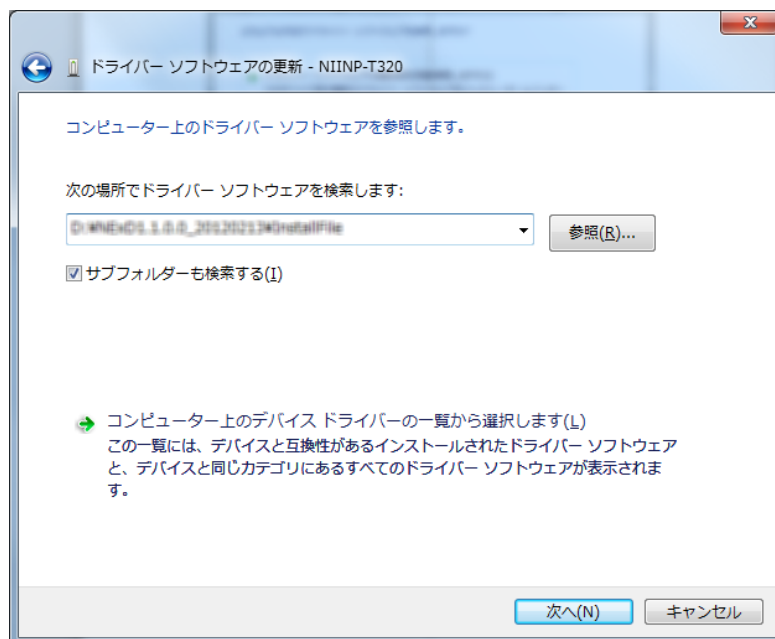 ドライバー ソフトウェアの更新 - NIINP-T320
コンピューター上のドライバー ソフトウェアを参照します。
次の場所でドライバー ソフトウェアを検索します:
参照(R)...
サブフォルダーも検索する(I)
コンピューター上のデバイス ドライバーの一覧から選択します(L)
この一覧には、デバイスと互換性があるインストールされたドライバー ソフトウェア
と、デバイスと同じカテゴリにあるすべてのドライバー ソフトウェアが表示されま
す。
次へ(N)
キャンセル